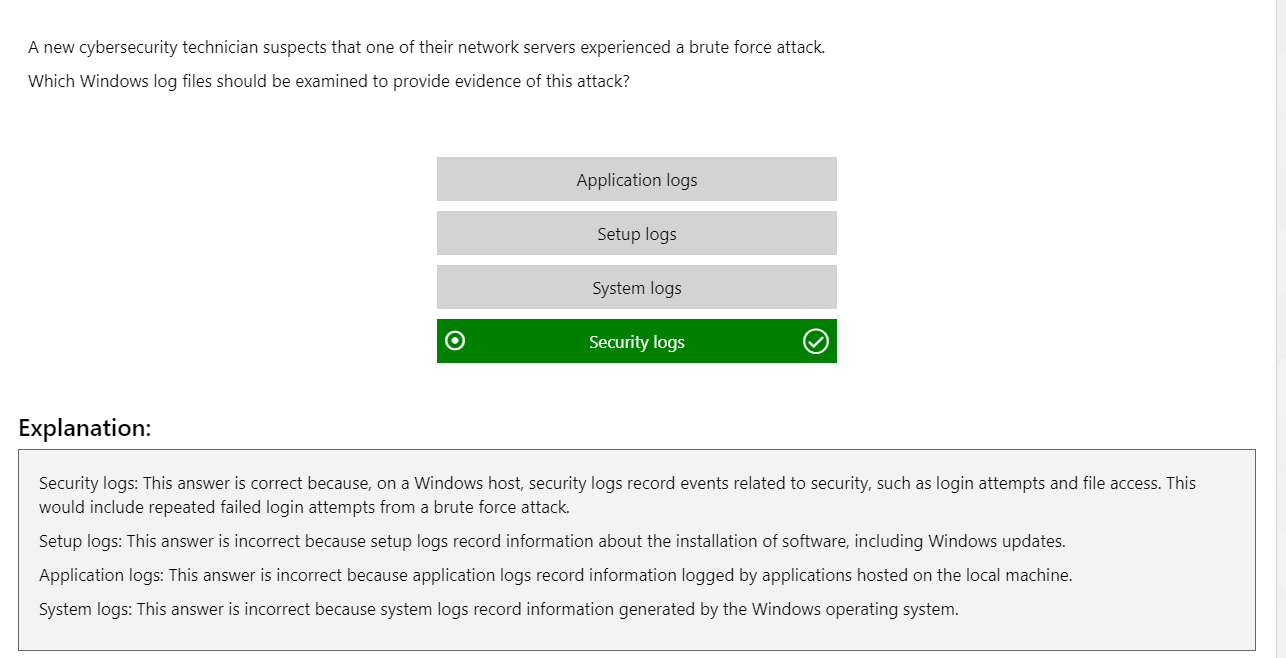 A new cybersecurity technician suspects that one of their network servers experienced a brute force attack.
Which Windows log files should be examined to provide evidence of this attack?
Application logs
Setup logs
System logs
Security logs
Explanation:
Security logs: This answer is correct because, on a Windows host, security logs record events related to security, such as login attempts and file access. This
would include repeated failed login attempts from a brute force attack.
Setup logs: This answer is incorrect because setup logs record information about the installation of software, including Windows updates.
Application logs: This answer is incorrect because application logs record information logged by applications hosted on the local machine.
System logs: This answer is incorrect because system logs record information generated by the Windows operating system.